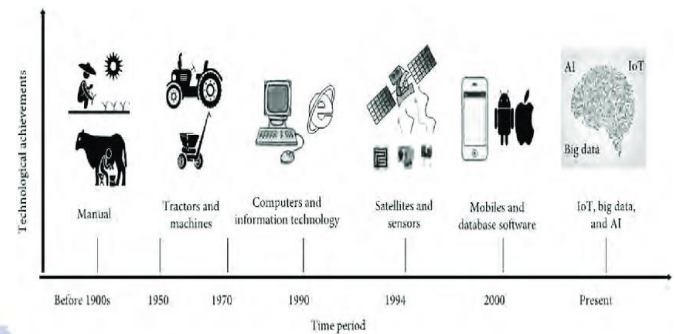 Technological achievements
AI
IoT
Big data
Manual
Tractors and
machines
Computers and
information technology
Satellites and
sensors
Mobiles and
database software
IoT, big data,
and AI
Before 1900s
1950
1970
1990
1994
2000
Present
Time period